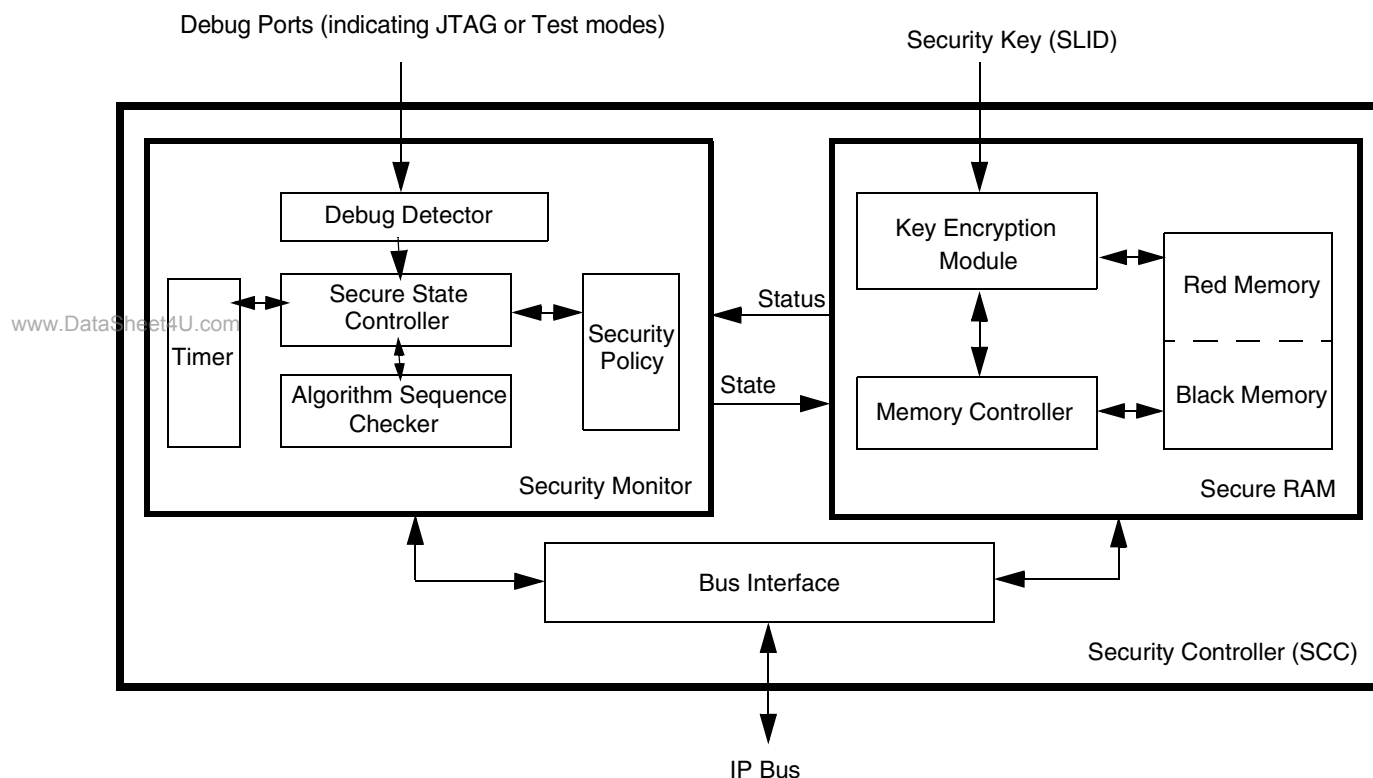 Debug Ports (indicating JTAG or Test modes)
Security Key (SLID)
Debug Detector
Secure State
Controller
Timer
Algorithm Sequence
Checker
Security
Policy
Security Monitor
Status
State
Key Encryption
Module
Memory Controller
Red Memory
Black Memory
Secure RAM
Bus Interface
Security Controller (SCC)
IP Bus
www.DataSheet4U.com